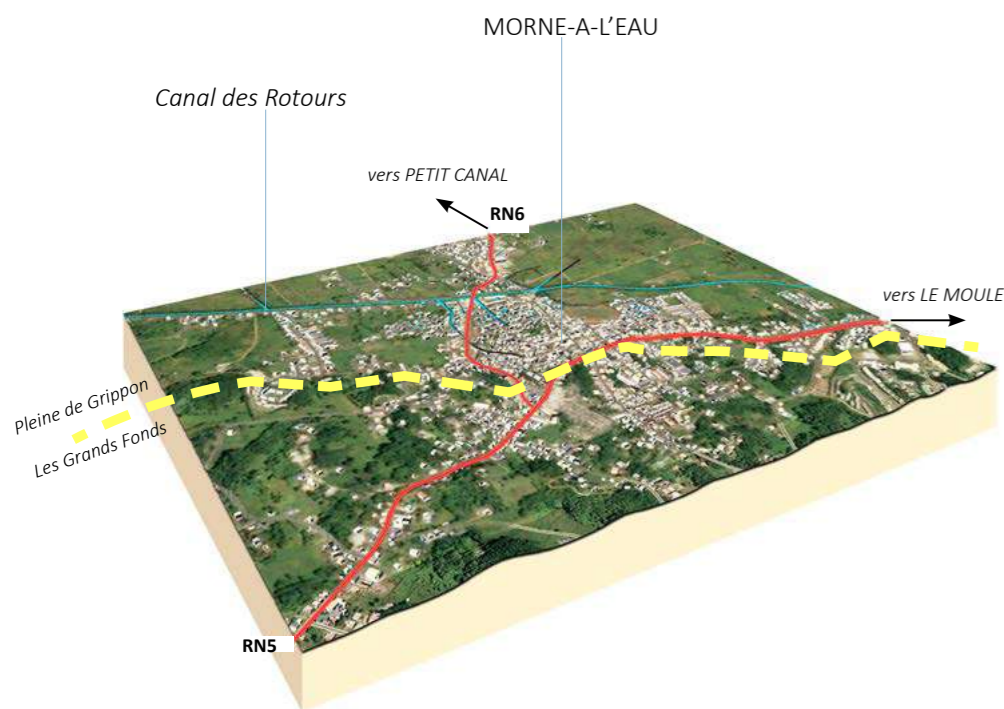 MORNE-A-L'EAU
Canal des Rotours
vers PETIT CANAL
RN6
vers LE MOULE
Pleine de Grippon
Les Grands Fonds
RN5